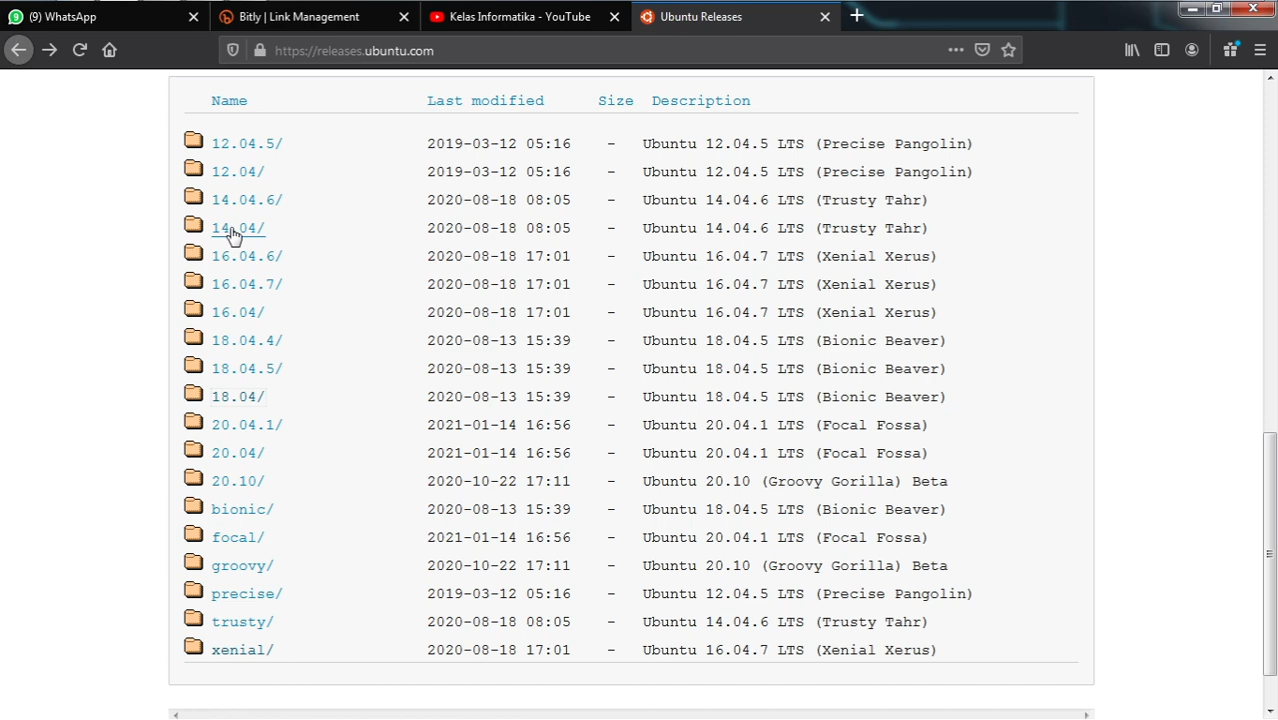 (9) WhatsApp
Bitly | Link Management
Kelas Informatika - YouTube
Ubuntu Releases
https://releases.ubuntu.com
Name Last modified Size Description
12.04.5/ 2019-03-12 05:16 - Ubuntu 12.04.5 LTS (Precise Pangolin)
12.04/ 2019-03-12 05:16 - Ubuntu 12.04.5 LTS (Precise Pangolin)
14.04.6/ 2020-08-18 08:05 - Ubuntu 14.04.6 LTS (Trusty Tahr)
14.04/ 2020-08-18 08:05 - Ubuntu 14.04.6 LTS (Trusty Tahr)
16.04.6/ 2020-08-18 17:01 - Ubuntu 16.04.7 LTS (Xenial Xerus)
16.04.7/ 2020-08-18 17:01 - Ubuntu 16.04.7 LTS (Xenial Xerus)
16.04/ 2020-08-18 17:01 - Ubuntu 16.04.7 LTS (Xenial Xerus)
18.04.4/ 2020-08-13 15:39 - Ubuntu 18.04.5 LTS (Bionic Beaver)
18.04.5/ 2020-08-13 15:39 - Ubuntu 18.04.5 LTS (Bionic Beaver)
18.04/ 2020-08-13 15:39 - Ubuntu 18.04.5 LTS (Bionic Beaver)
20.04.1/ 2021-01-14 16:56 - Ubuntu 20.04.1 LTS (Focal Fossa)
20.04/ 2021-01-14 16:56 - Ubuntu 20.04.1 LTS (Focal Fossa)
20.10/ 2020-10-22 17:11 - Ubuntu 20.10 (Groovy Gorilla) Beta
bionic/ 2020-08-13 15:39 - Ubuntu 18.04.5 LTS (Bionic Beaver)
focal/ 2021-01-14 16:56 - Ubuntu 20.04.1 LTS (Focal Fossa)
groovy/ 2020-10-22 17:11 - Ubuntu 20.10 (Groovy Gorilla) Beta
precise/ 2019-03-12 05:16 - Ubuntu 12.04.5 LTS (Precise Pangolin)
trusty/ 2020-08-18 08:05 - Ubuntu 14.04.6 LTS (Trusty Tahr)
xenial/ 2020-08-18 17:01 - Ubuntu 16.04.7 LTS (Xenial Xerus)